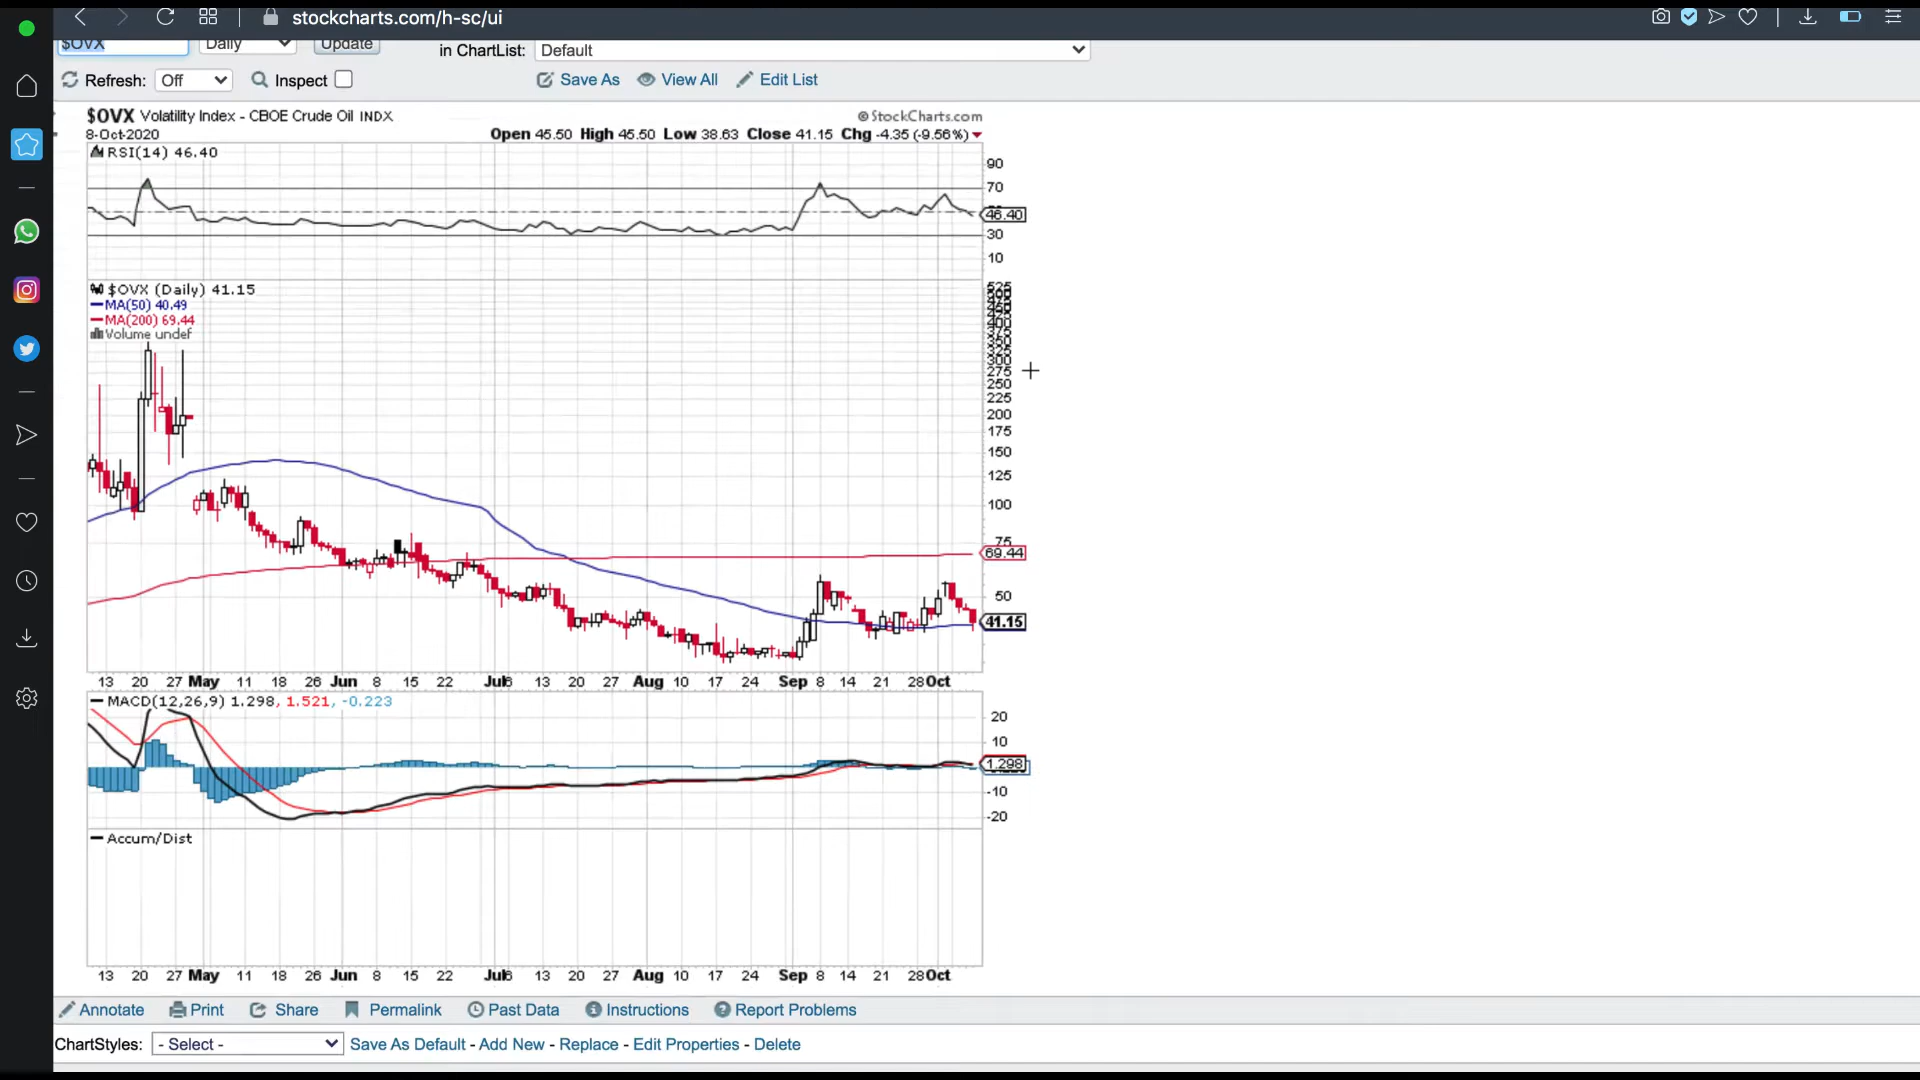 stockcharts.com/h-sc/ui
$OVX Daily Update in ChartList: Default
Refresh: Off Inspect Save As View All Edit List
$OVX Volatility Index - CBOE Crude Oil INDX ©StockCharts.com
8-Oct-2020 Open 45.50 High 45.50 Low 38.63 Close 41.15 Chg -4.35 (-9.56%)
RSI(14) 46.40
90
70
46.40
30
10
$OVX (Daily) 41.15
MA(50) 40.49
MA(200) 69.44
Volume undef
525
500
475
450
400
375
350
325
300
275
250
225
200
175
150
125
100
75
69.44
50
41.15
13 20 27 May 11 18 26 Jun 8 15 22 Jul 6 13 20 27 Aug 10 17 24 Sep 8 14 21 28 Oct
MACD(12,26,9) 1.298, 1.521, -0.223
20
10
1.298
-10
-20
Accum/Dist
13 20 27 May 11 18 26 Jun 8 15 22 Jul 6 13 20 27 Aug 10 17 24 Sep 8 14 21 28 Oct
Annotate Print Share Permalink Past Data Instructions Report Problems
ChartStyles: - Select - Save As Default - Add New - Replace - Edit Properties - Delete